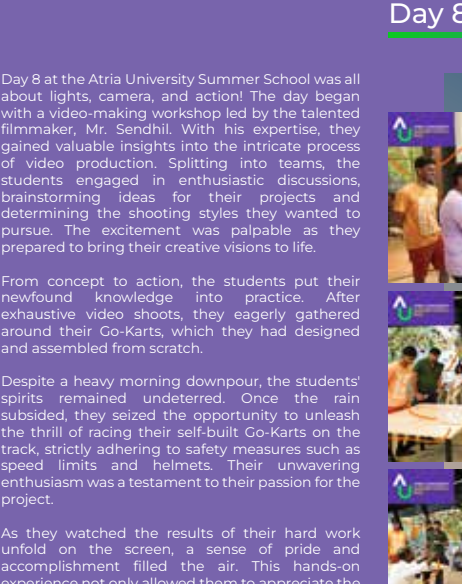 Day 8
Day 8 at the Atria University Summer School was all
about lights, camera, and action! The day began
with a video-making workshop led by the talented
filmmaker, Mr. Sendhil. With his expertise, they
gained valuable insights into the intricate process
of video production. Splitting into teams, the
students engaged in enthusiastic discussions,
brainstorming ideas for their projects and
determining the shooting styles they wanted to
pursue. The excitement was palpable as they
prepared to bring their creative visions to life.
From concept to action, the students put their
newfound knowledge into practice. After
exhaustive video shoots, they eagerly gathered
around their Go-Karts, which they had designed
and assembled from scratch.
Despite a heavy morning downpour, the students'
spirits remained undeterred. Once the rain
subsided, they seized the opportunity to unleash
the thrill of racing their self-built Go-Karts on the
track, strictly adhering to safety measures such as
speed limits and helmets. Their unwavering
enthusiasm was a testament to their passion for the
project.
As they watched the results of their hard work
unfold on the screen, a sense of pride and
accomplishment filled the air. This hands-on
experience not only allowed them to appreciate the